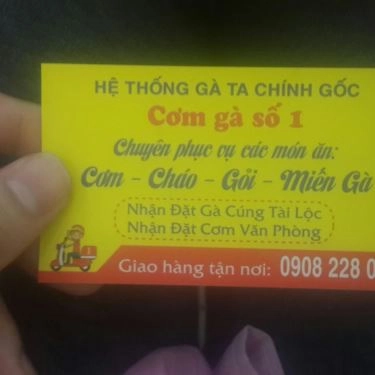 HỆ THỐNG GÀ TA CHÍNH GỐC
Cơm gà số 1
Chuyên phục vụ các món ăn:
Cơm - Cháo - Gỏi - Miến Gà
Nhận Đặt Gà Cúng Tài Lộc
Nhận Đặt Cơm Văn Phòng
Giao hàng tận nơi: 0908 228 0